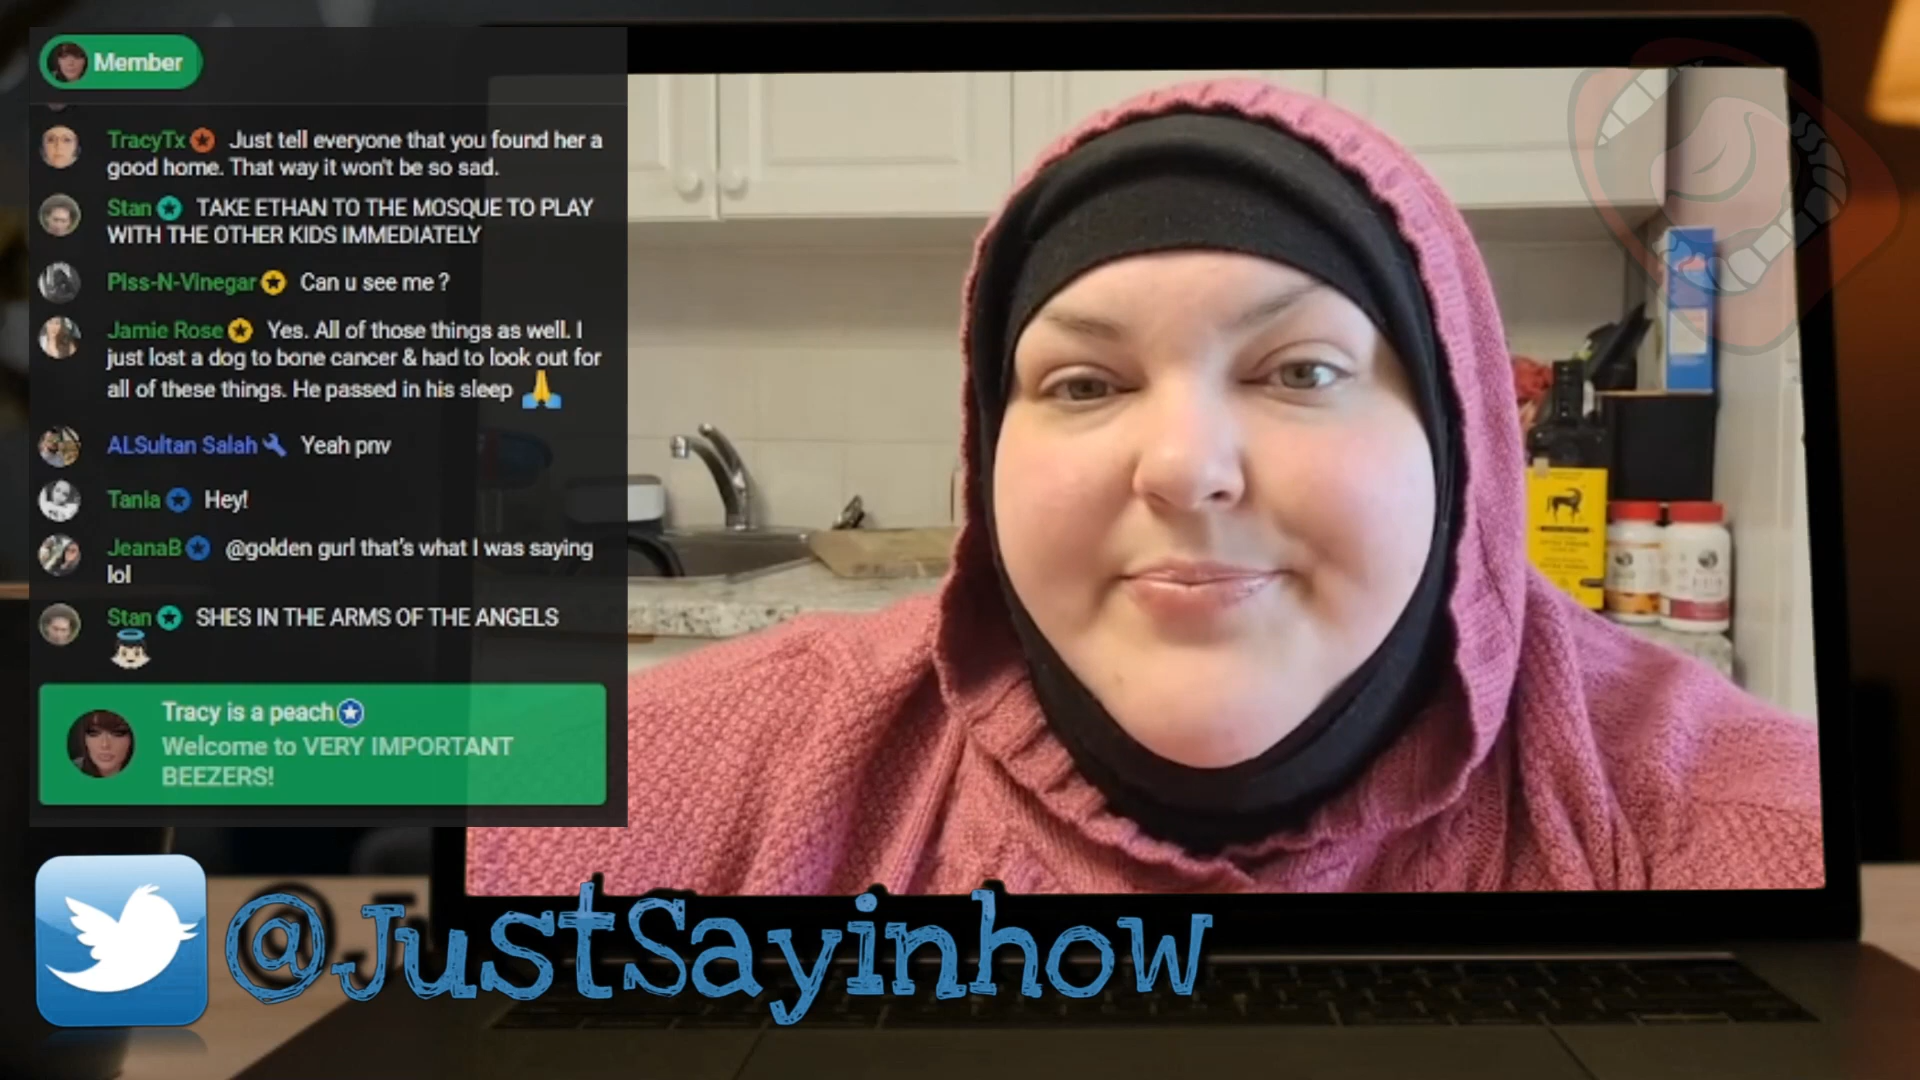 Member
TracyTx Just tell everyone that you found her a
good home. That way it won't be so sad.
Stan TAKE ETHAN TO THE MOSQUE TO PLAY
WITH THE OTHER KIDS IMMEDIATELY
PIss-N-Vinegar Can u see me ?
Jamie Rose Yes. All of those things as well. I
just lost a dog to bone cancer & had to look out for
all of these things. He passed in his sleep 🙏
ALSultan Salah Yeah pnv
Tania Hey!
JeanaB @golden gurl that's what I was saying
lol
Stan SHES IN THE ARMS OF THE ANGELS
👼🏻
Tracy is a peach
Welcome to VERY IMPORTANT
BEEZERS!
@JustSayinhow